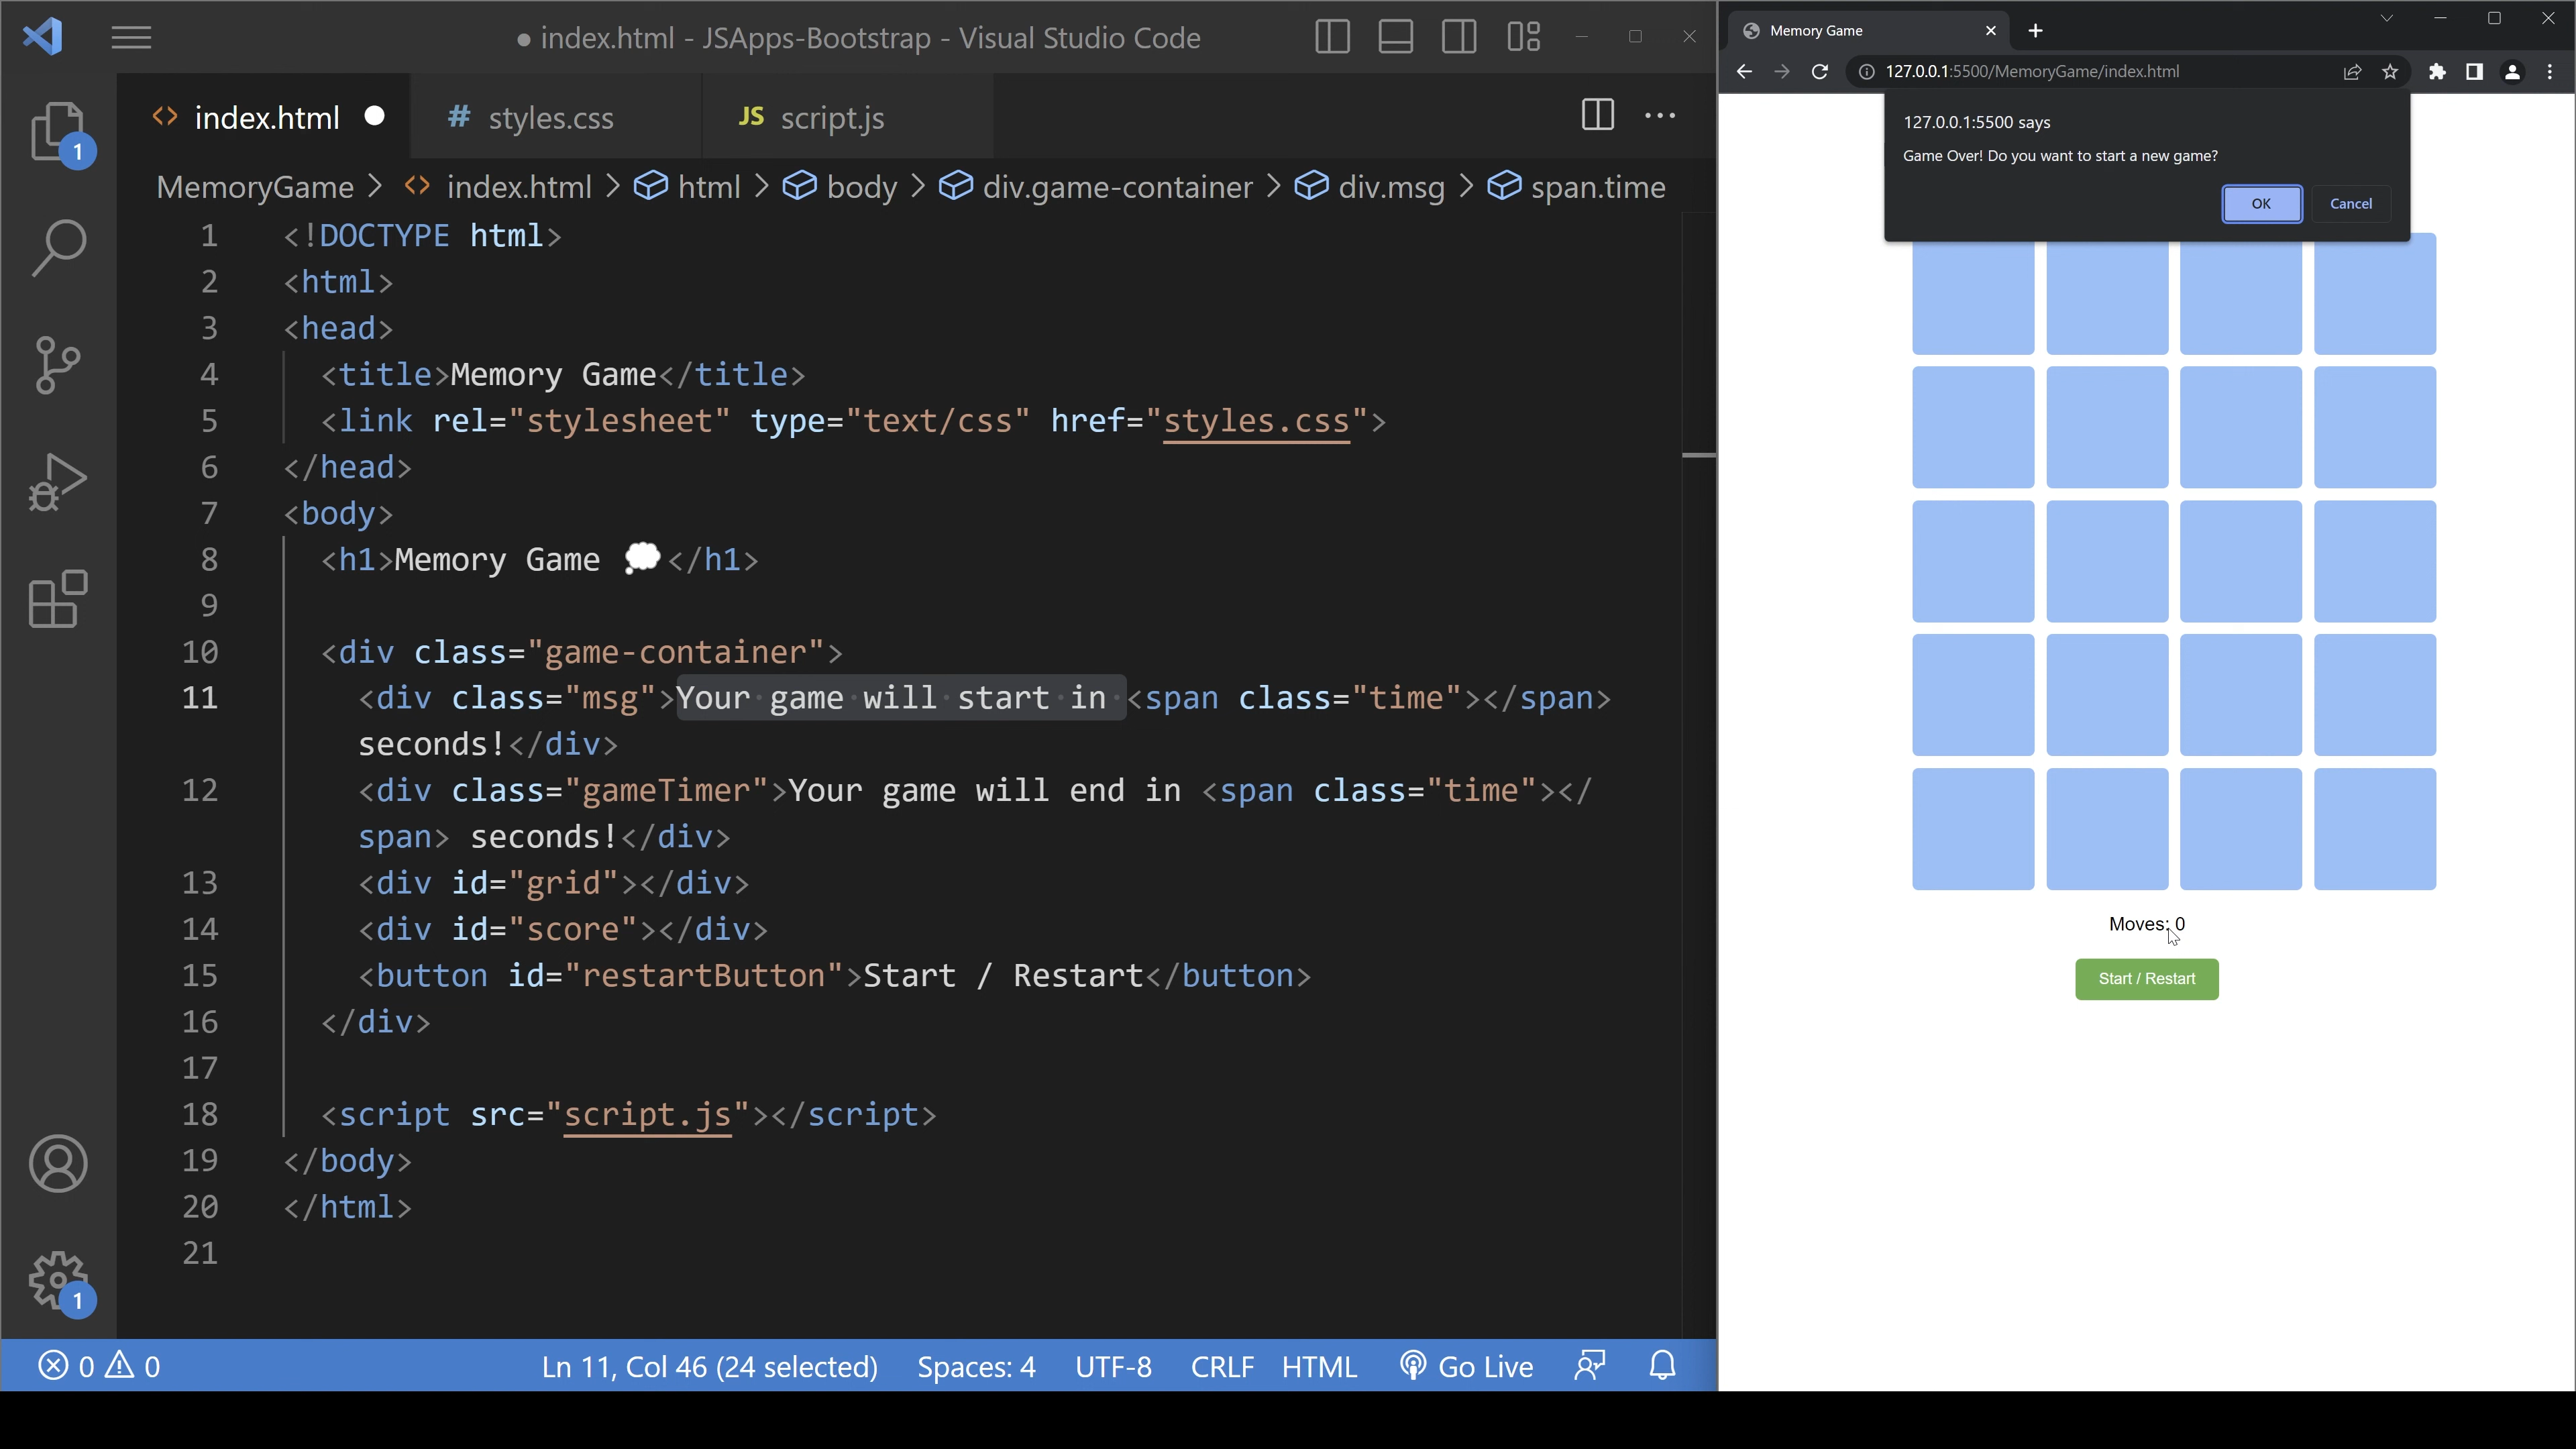 ● index.html - JSApps-Bootstrap - Visual Studio Code
<> index.html ●
# styles.css
JS script.js
1
MemoryGame > <> index.html > html > body > div.game-container > div.msg > span.time
1 <!DOCTYPE html>
2 <html>
3 <head>
4 <title>Memory Game</title>
5 <link rel="stylesheet" type="text/css" href="styles.css">
6 </head>
7 <body>
8 <h1>Memory Game 💭</h1>
9
10 <div class="game-container">
11 <div class="msg">Your game will start in <span class="time"></span>
seconds!</div>
12 <div class="gameTimer">Your game will end in <span class="time"></
span> seconds!</div>
13 <div id="grid"></div>
14 <div id="score"></div>
15 <button id="restartButton">Start / Restart</button>
16 </div>
17
18 <script src="script.js"></script>
19 </body>
20 </html>
21
1
0 0
Ln 11, Col 46 (24 selected) Spaces: 4 UTF-8 CRLF HTML Go Live
Memory Game
127.0.0.1:5500/MemoryGame/index.html
127.0.0.1:5500 says
Game Over! Do you want to start a new game?
OK Cancel
Moves: 0
Start / Restart